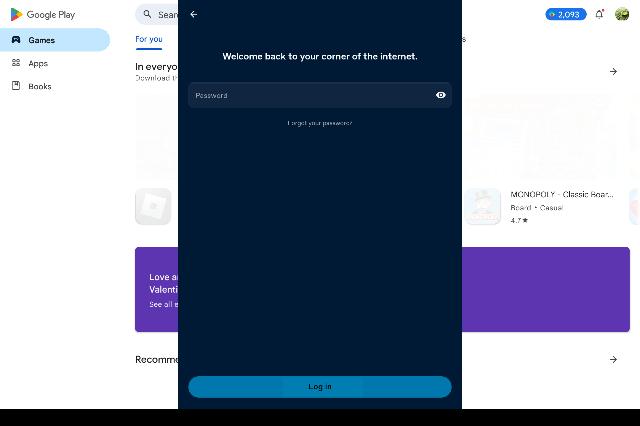 Google Play
Sear
2,093
Games
For you
s
Apps
In everyo
Download th
Books
Welcome back to your corner of the internet.
Password
Forgot your password?
MONOPOLY - Classic Boar...
Board • Casual
4.7★
Love a
Valenti
See all e
Recomme
Log in